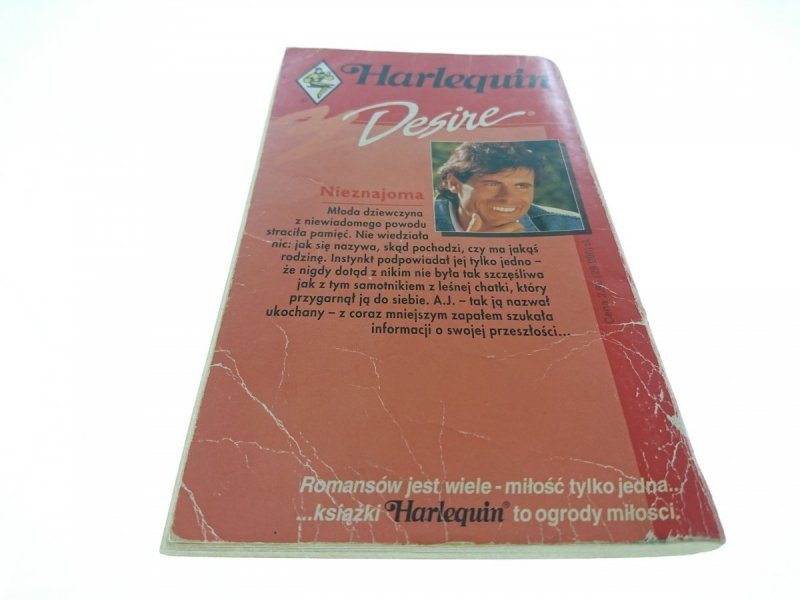 Harlequin®
Desire®
Nieznajoma
Młoda dziewczyna
z niewiadomego powodu
straciła pamięć. Nie wiedziała
nic: jak się nazywa, skąd pochodzi, czy ma jakąś
rodzinę. Instynkt podpowiadał jej tylko jedno –
że nigdy dotąd z nikim nie była tak szczęśliwa
jak z tym samotnikiem z leśnej chatki, który
przygarnął ją do siebie. A.J. – tak ją nazwał
ukochany – z coraz mniejszym zapałem szukała
informacji o swojej przeszłości...
Cena
Romansów jest wiele - miłość tylko jedna...
...książki Harlequin® to ogrody miłości.